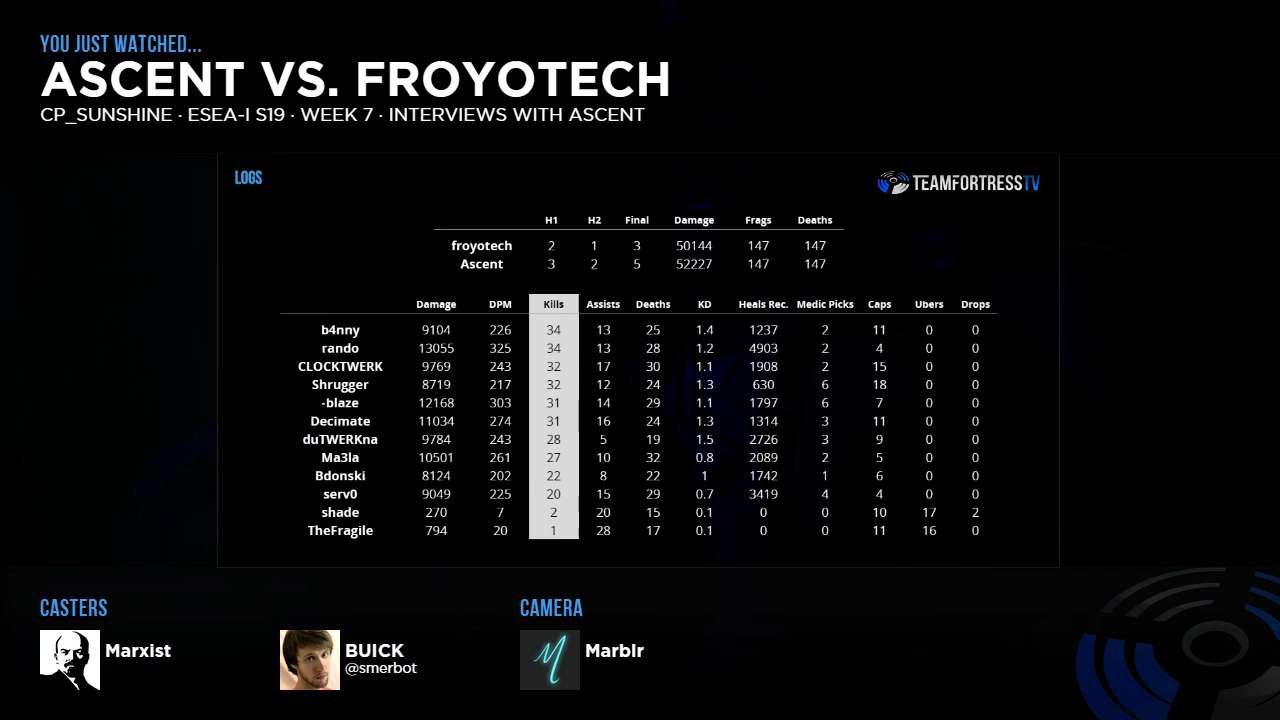 YOU JUST WATCHED...
ASCENT VS. FROYOTECH
CP_SUNSHINE · ESEA-I S19 · WEEK 7 · INTERVIEWS WITH ASCENT
LOGS
TEAMFORTRESSTV
H1 H2 Final Damage Frags Deaths
froyotech 2 1 3 50144 147 147
Ascent 3 2 5 52227 147 147
Damage DPM Kills Assists Deaths KD Heals Rec. Medic Picks Caps Ubers Drops
b4nny 9104 226 34 13 25 1.4 1237 2 11 0 0
rando 13055 325 34 13 28 1.2 4903 2 4 0 0
CLOCKTWERK 9769 243 32 17 30 1.1 1908 2 15 0 0
Shrugger 8719 217 32 12 24 1.3 630 6 18 0 0
-blaze 12168 303 31 14 29 1.1 1797 6 7 0 0
Decimate 11034 274 31 16 24 1.3 1314 3 11 0 0
duTWERKna 9784 243 28 5 19 1.5 2726 3 9 0 0
Ma3la 10501 261 27 10 32 0.8 2089 2 5 0 0
Bdonski 8124 202 22 8 22 1 1742 1 6 0 0
serv0 9049 225 20 15 29 0.7 3419 4 4 0 0
shade 270 7 2 20 15 0.1 0 0 10 17 2
TheFragile 794 20 1 28 17 0.1 0 0 11 16 0
CASTERS
CAMERA
Marxist
BUICK
@smerbot
M
Marblr